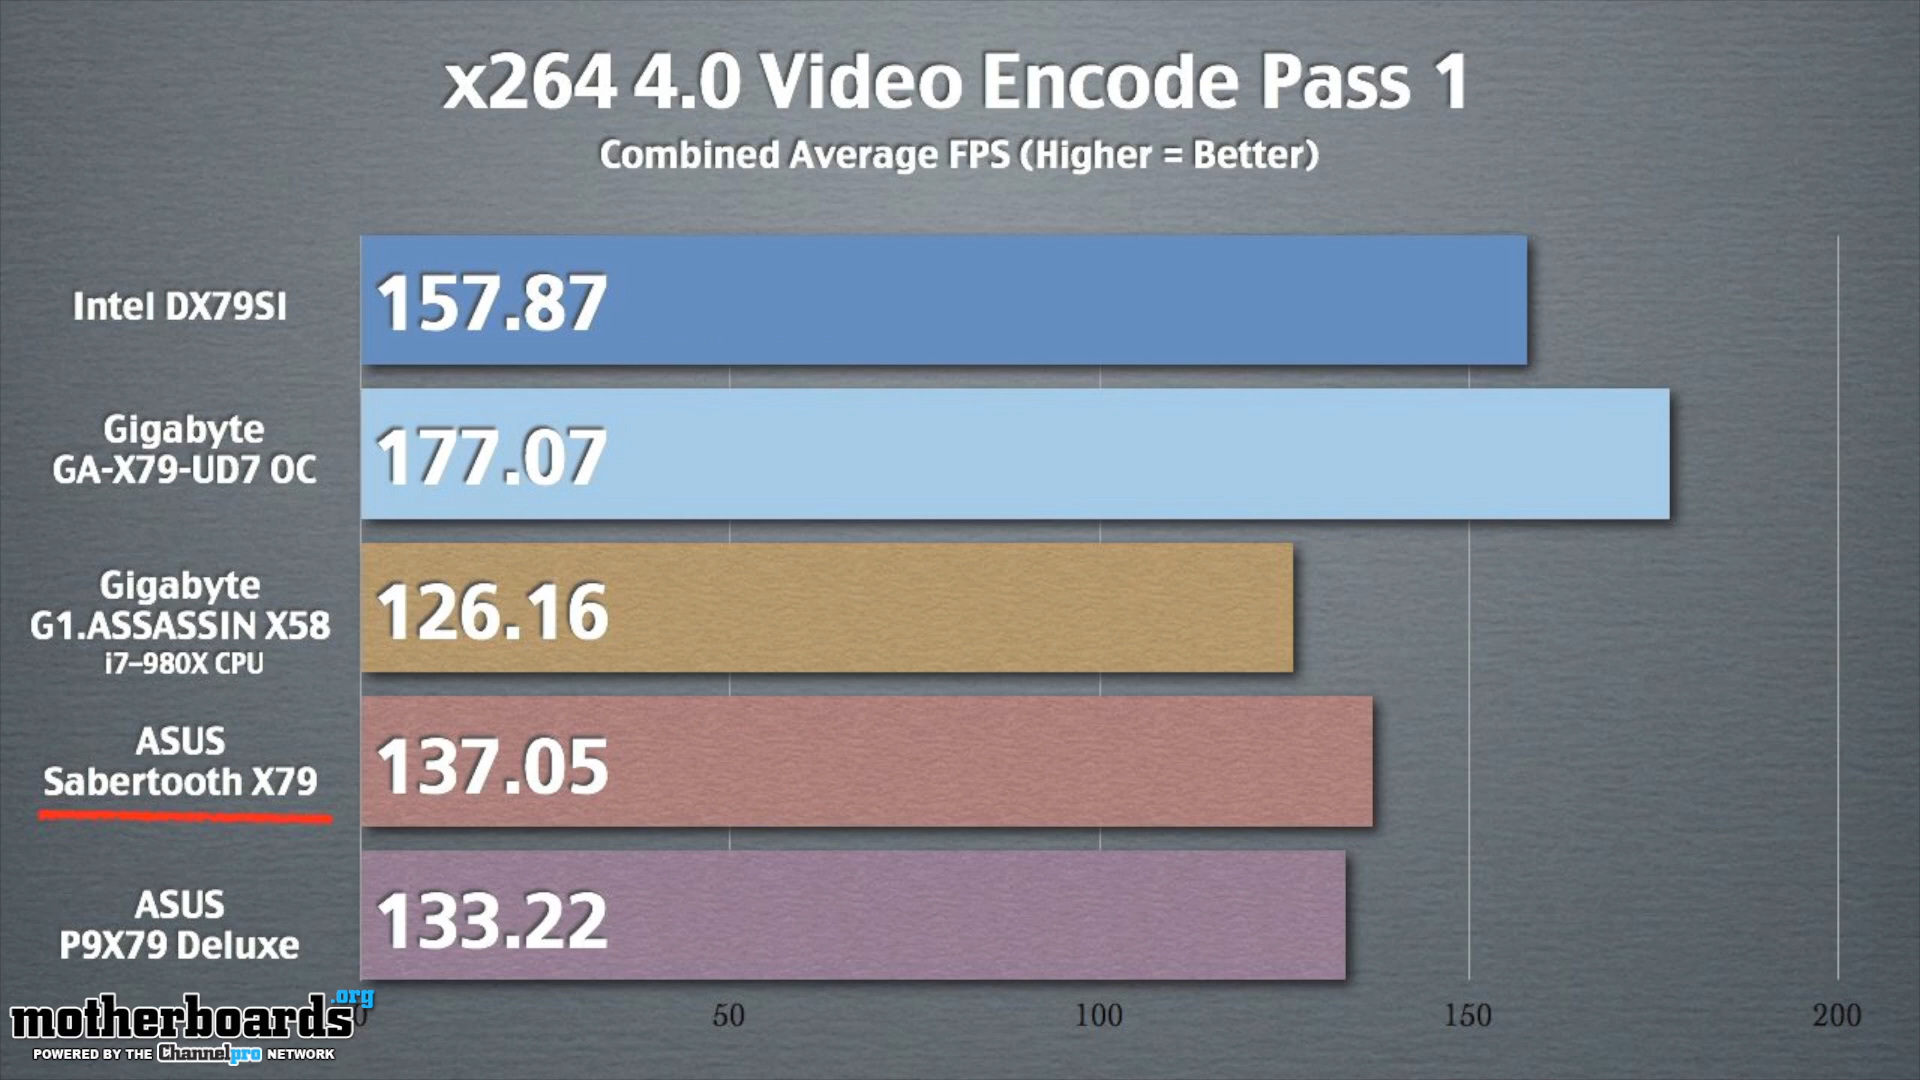 x264 4.0 Video Encode Pass 1
Combined Average FPS (Higher = Better)
Intel DX79SI
157.87
Gigabyte
GA-X79-UD7 OC
177.07
Gigabyte
G1.ASSASSIN X58
i7-980X CPU
126.16
ASUS
Sabertooth X79
137.05
ASUS
P9X79 Deluxe
133.22
0 50 100 150 200
motherboards.org
POWERED BY THE Channelpro NETWORK